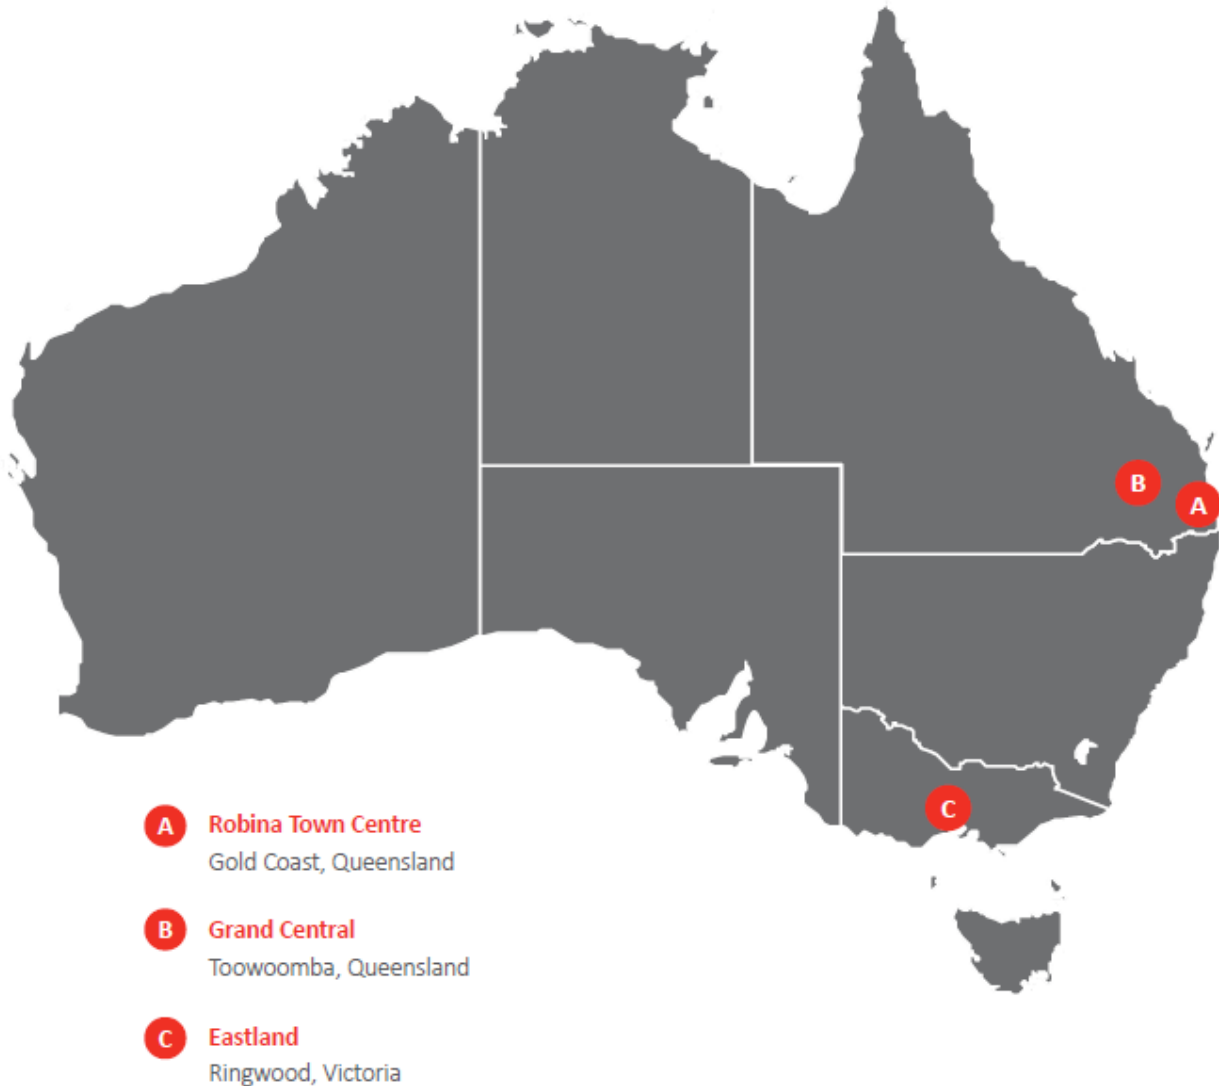 B
A
C
A Robina Town Centre
Gold Coast, Queensland
B Grand Central
Toowoomba, Queensland
C Eastland
Ringwood, Victoria